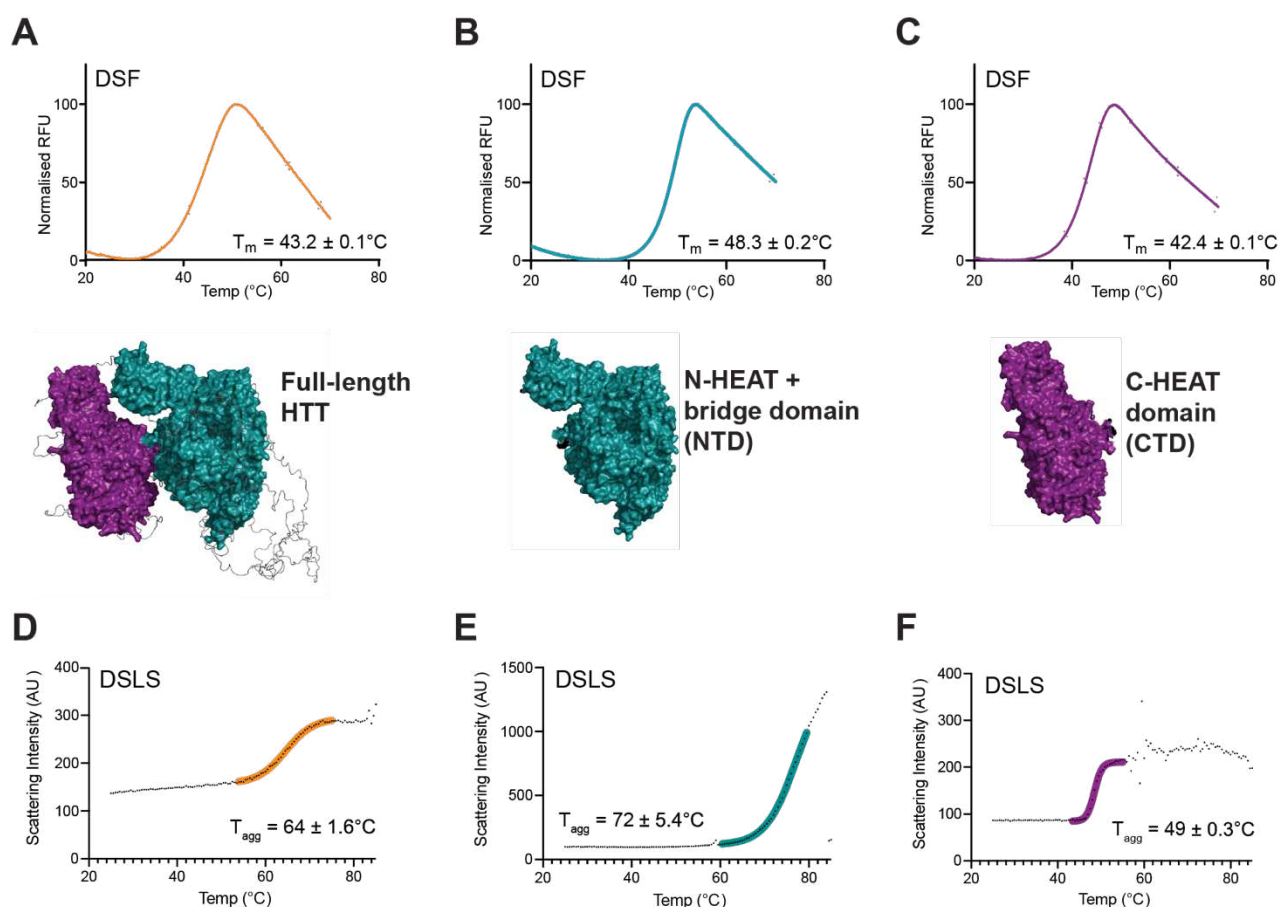 A
DSF
Normalised RFU
100
50
0
20
40
60
80
Temp (°C)
Tm = 43.2 ± 0.1°C
B
DSF
Normalised RFU
100
50
0
20
40
60
80
Temp (°C)
Tm = 48.3 ± 0.2°C
C
DSF
Normalised RFU
100
50
0
20
40
60
80
Temp (°C)
Tm = 42.4 ± 0.1°C
Full-length
HTT
N-HEAT +
bridge domain
(NTD)
C-HEAT
domain
(CTD)
D
DSLS
Scattering Intensity (AU )
400
300
200
100
0
20
40
60
80
Temp (°C)
Tagg = 64 ± 1.6°C
E
DSLS
Scattering Intensity (AU )
1500
1000
500
0
20
40
60
80
Temp (°C)
Tagg = 72 ± 5.4°C
F
DSLS
Scattering Intensity (AU )
400
300
200
100
0
20
40
60
80
Temp (°C)
Tagg = 49 ± 0.3°C